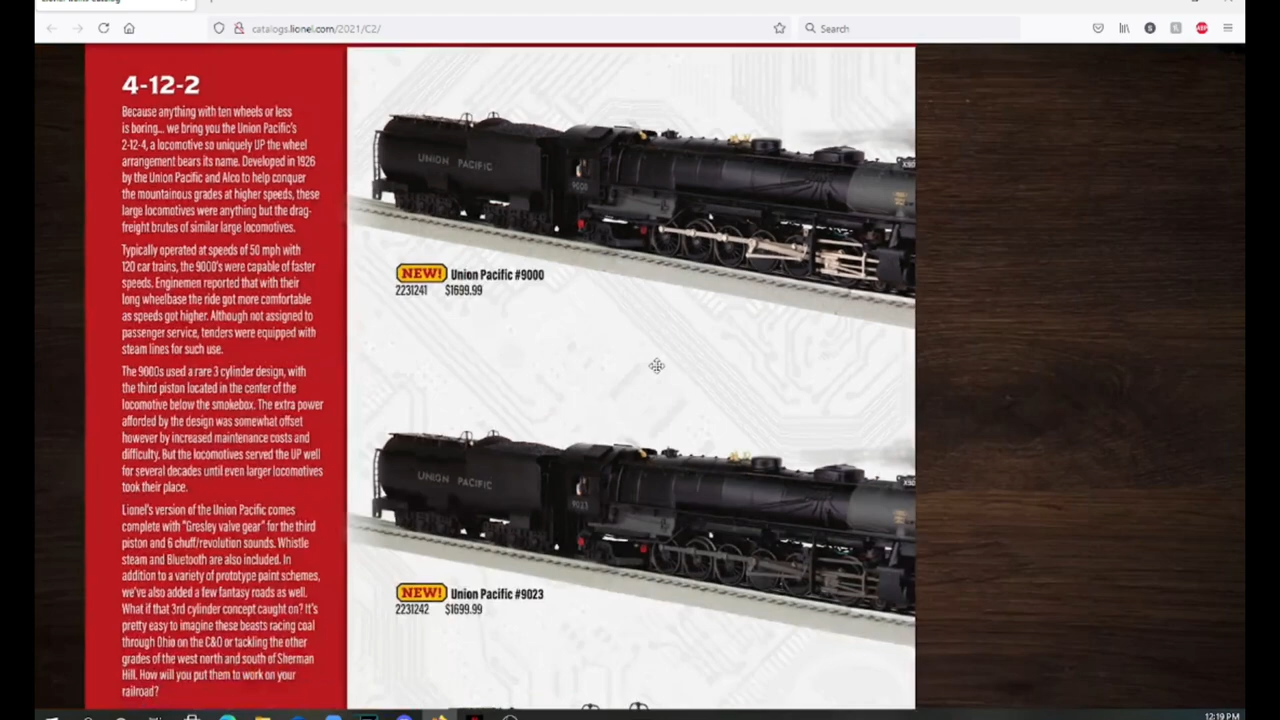 catalogs.lionel.com/2021/C2/
Search
4-12-2
Because anything with ten wheels or less
is boring... we bring you the Union Pacific's
2-12-4, a locomotive so uniquely UP the wheel
arrangement bears its name. Developed in 1926
by the Union Pacific and Alco to help conquer
the mountainous grades at higher speeds, these
large locomotives were anything but the drag-
freight brutes of similar large locomotives.
Typically operated at speeds of 50 mph with
120 car trains, the 9000's were capable of faster
speeds. Enginemen reported that with their
long wheelbase the ride got more comfortable
as speeds got higher. Although not assigned to
passenger service, tenders were equipped with
steam lines for such use.
The 9000s used a rare 3 cylinder design, with
the third piston located in the center of the
locomotive below the smokebox. The extra power
afforded by the design was somewhat offset
however by increased maintenance costs and
difficulty. But the locomotives served the UP well
for several decades until even larger locomotives
took their place.
Lionel's version of the Union Pacific comes
complete with "Gresley valve gear" for the third
piston and 6 chuff/revolution sounds. Whistle
steam and Bluetooth are also included. In
addition to a variety of prototype paint schemes,
we've also added a few fantasy roads as well.
What if that 3rd cylinder concept caught on? It's
pretty easy to imagine these beasts racing coal
through Ohio on the C&O or tackling the other
grades of the west north and south of Sherman
Hill. How will you put them to work on your
railroad?
UNION PACIFIC
9000
NEW! Union Pacific #9000
2231241 $1699.99
UNION PACIFIC
9023
NEW! Union Pacific #9023
2231242 $1699.99
12:19 PM